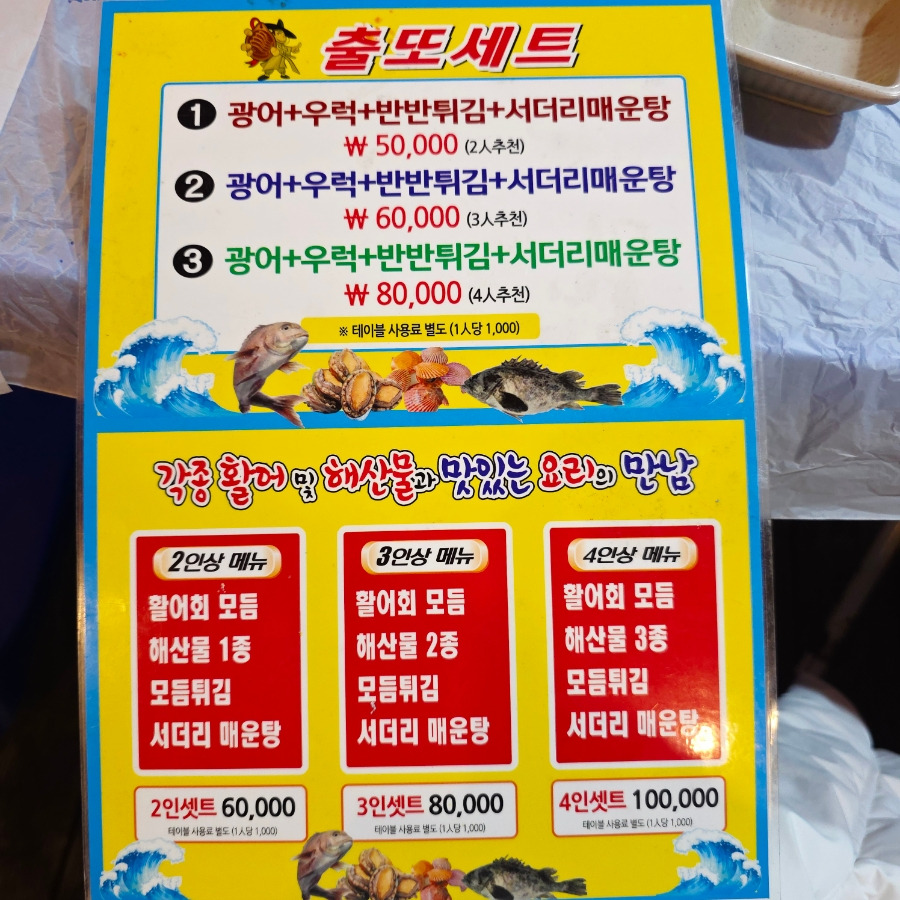 출또세트
1 광어+우럭+반반튀김+서더리매운탕
₩ 50,000 (2人추천)
2 광어+우럭+반반튀김+서더리매운탕
₩ 60,000 (3人추천)
3 광어+우럭+반반튀김+서더리매운탕
₩ 80,000 (4人추천)
※ 테이블 사용료 별도 (1人당 1,000)
각종 활어 및 해산물과 맛있는 요리의 만남
2인상 메뉴
활어회 모듬
해산물 1종
모듬튀김
서더리 매운탕
2인셋트 60,000
테이블 사용료 별도 (1人당 1,000)
3인상 메뉴
활어회 모듬
해산물 2종
모듬튀김
서더리 매운탕
3인셋트 80,000
테이블 사용료 별도 (1人당 1,000)
4인상 메뉴
활어회 모듬
해산물 3종
모듬튀김
서더리 매운탕
4인셋트 100,000
테이블 사용료 별도 (1人당 1,000)